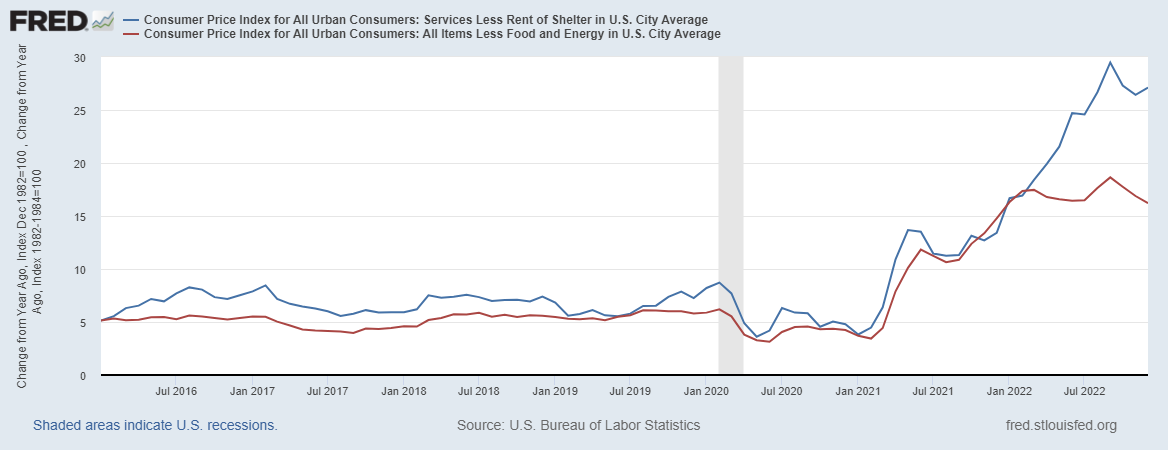 FRED
Consumer Price Index for All Urban Consumers: Services Less Rent of Shelter in U.S. City Average
Consumer Price Index for All Urban Consumers: All Items Less Food and Energy in U.S. City Average
Change from Year Ago, Index Dec 1982=100 , Change from Year
Ago, Index 1982-1984=100
30
25
20
15
10
5
0
Jul 2016
Jan 2017
Jul 2017
Jan 2018
Jul 2018
Jan 2019
Jul 2019
Jan 2020
Jul 2020
Jan 2021
Jul 2021
Jan 2022
Jul 2022
Shaded areas indicate U.S. recessions.
Source: U.S. Bureau of Labor Statistics
fred.stlouisfed.org